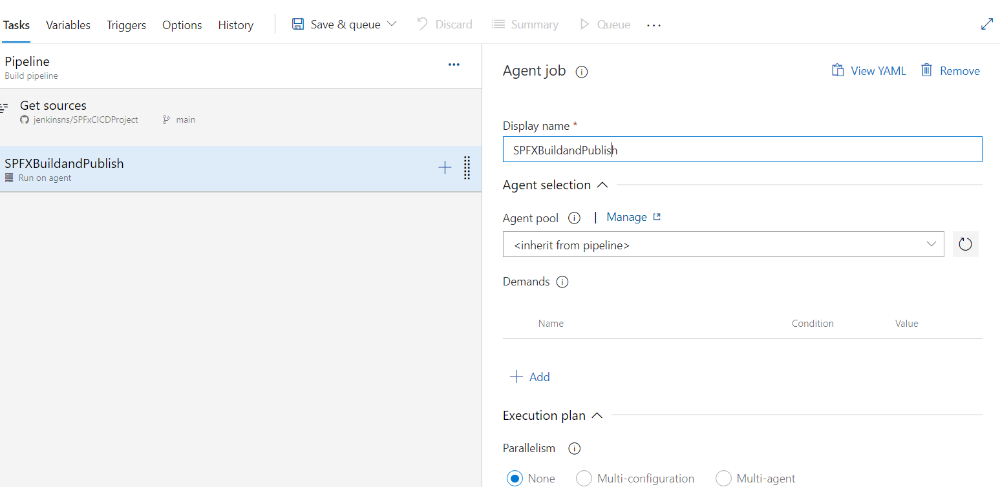 Tasks Variables Triggers Options History Save & queue Discard Summary Queue ...
Pipeline
Build pipeline
Get sources
jenkinsns/SPFxCICDProject main
SPFXBuildandPublish
Run on agent
Agent job View YAML Remove
Display name *
SPFXBuildandPublish
Agent selection
Agent pool | Manage
<inherit from pipeline>
Demands
Name Condition Value
Add
Execution plan
Parallelism
None Multi-configuration Multi-agent